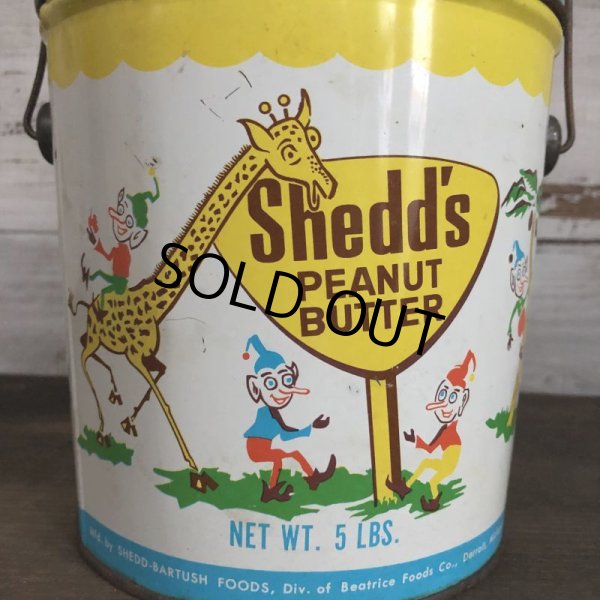 Shedd's
PEANUT
BUTTER
SOLD OUT
NET WT. 5 LBS.
Mfd. by SHEDD-BARTUSH FOODS, Div. of Beatrice Foods Co., Detroit,